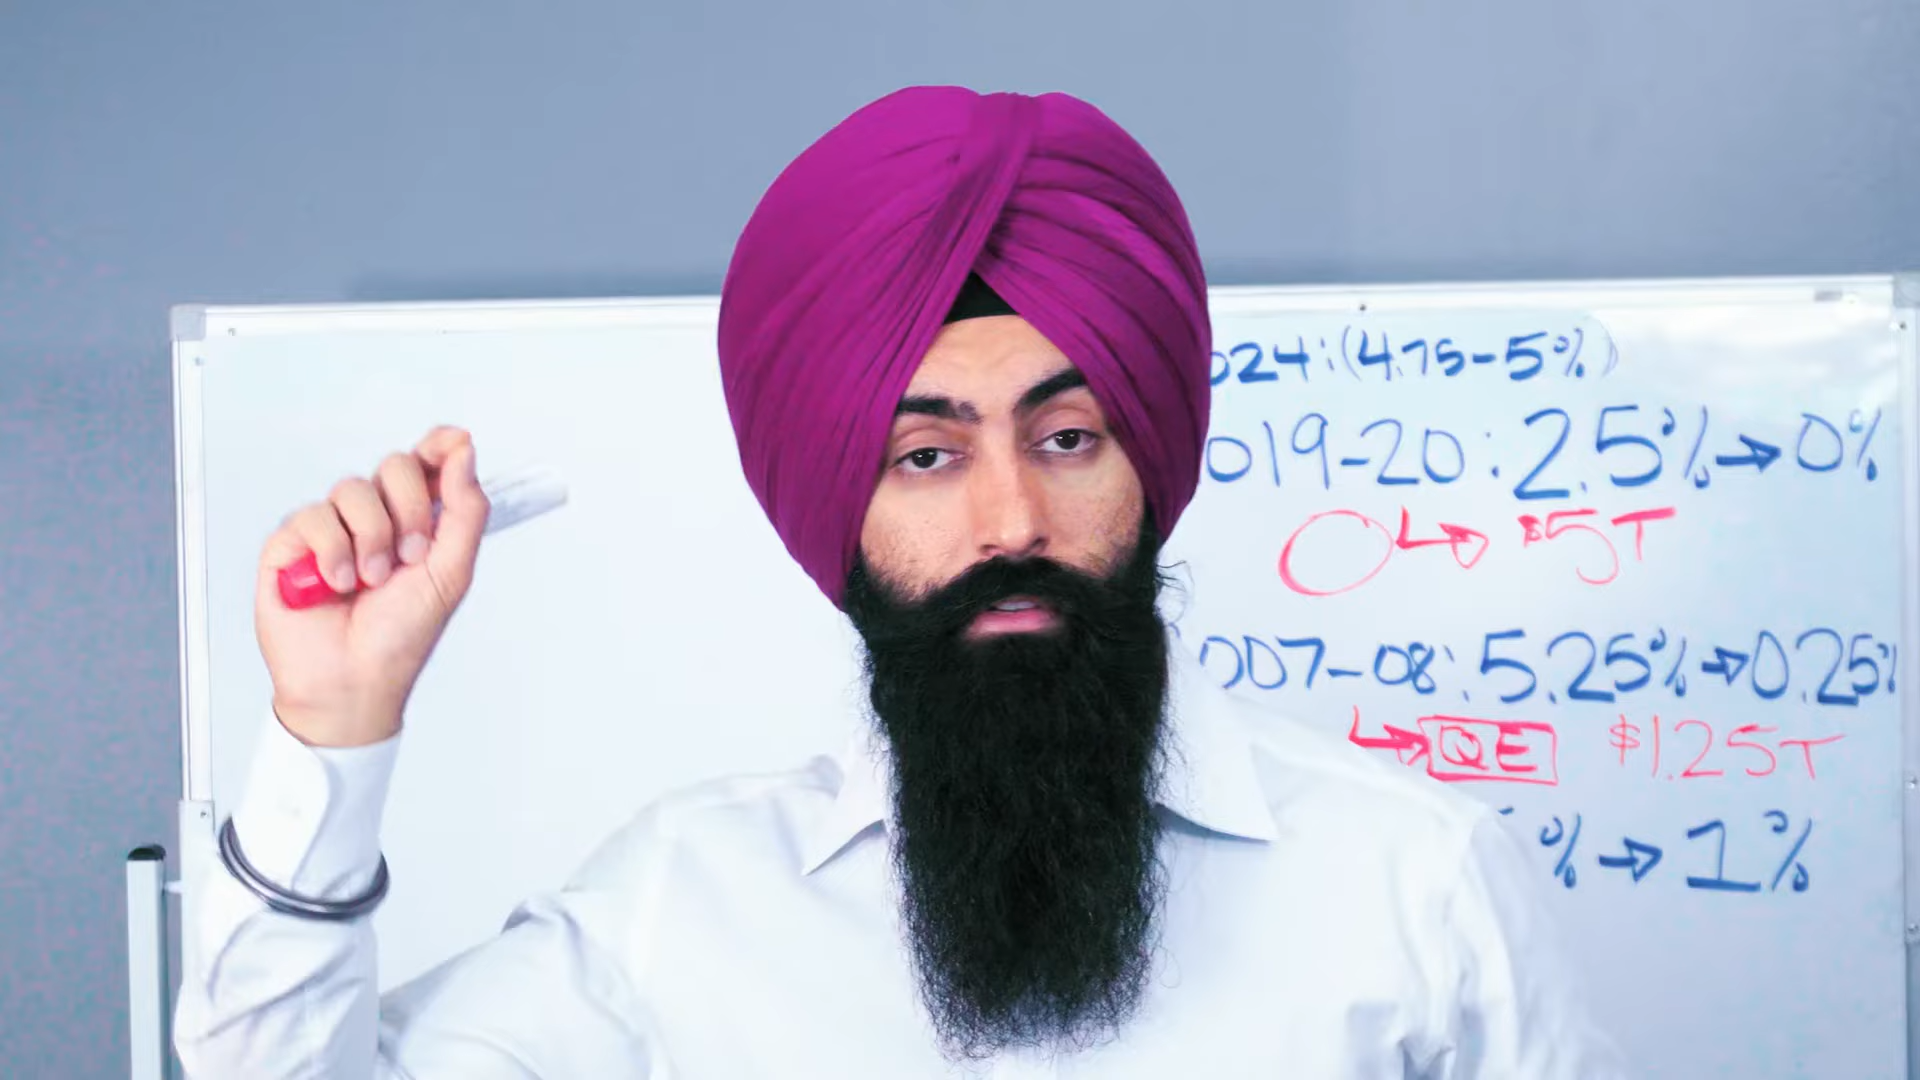 024: (4.75-5%)
019-20: 2.5% → 0%
↳ $5T
007-08: 5.25% → 0.25%
↳ QE $1.25T
% → 1%